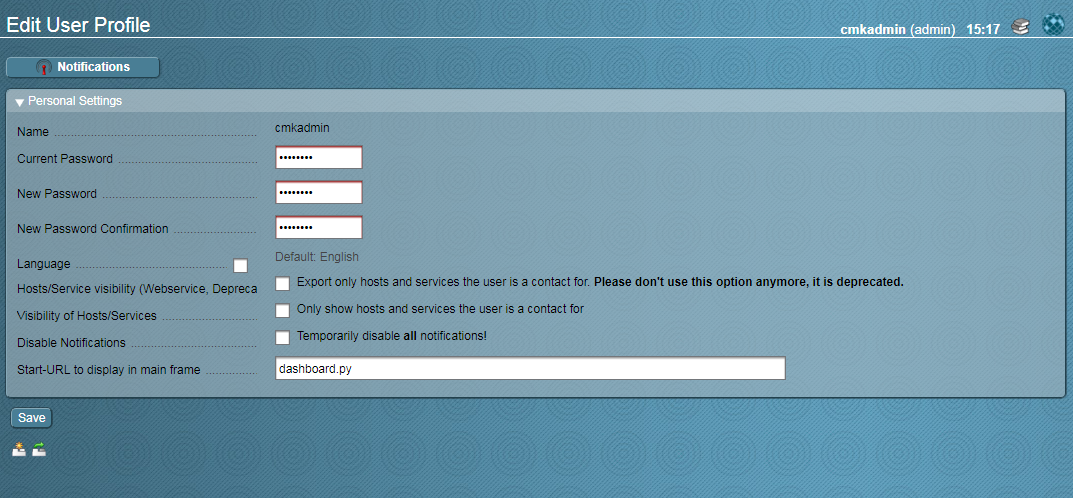 Edit User Profile
cmkadmin (admin) 15:17
Notifications
Personal Settings
Name cmkadmin
Current Password ••••••••
New Password ••••••••
New Password Confirmation ••••••••
Language Default: English
Hosts/Service visibility (Webservice, Depreca Export only hosts and services the user is a contact for. Please don't use this option anymore, it is deprecated.
Visibility of Hosts/Services Only show hosts and services the user is a contact for
Disable Notifications Temporarily disable all notifications!
Start-URL to display in main frame dashboard.py
Save